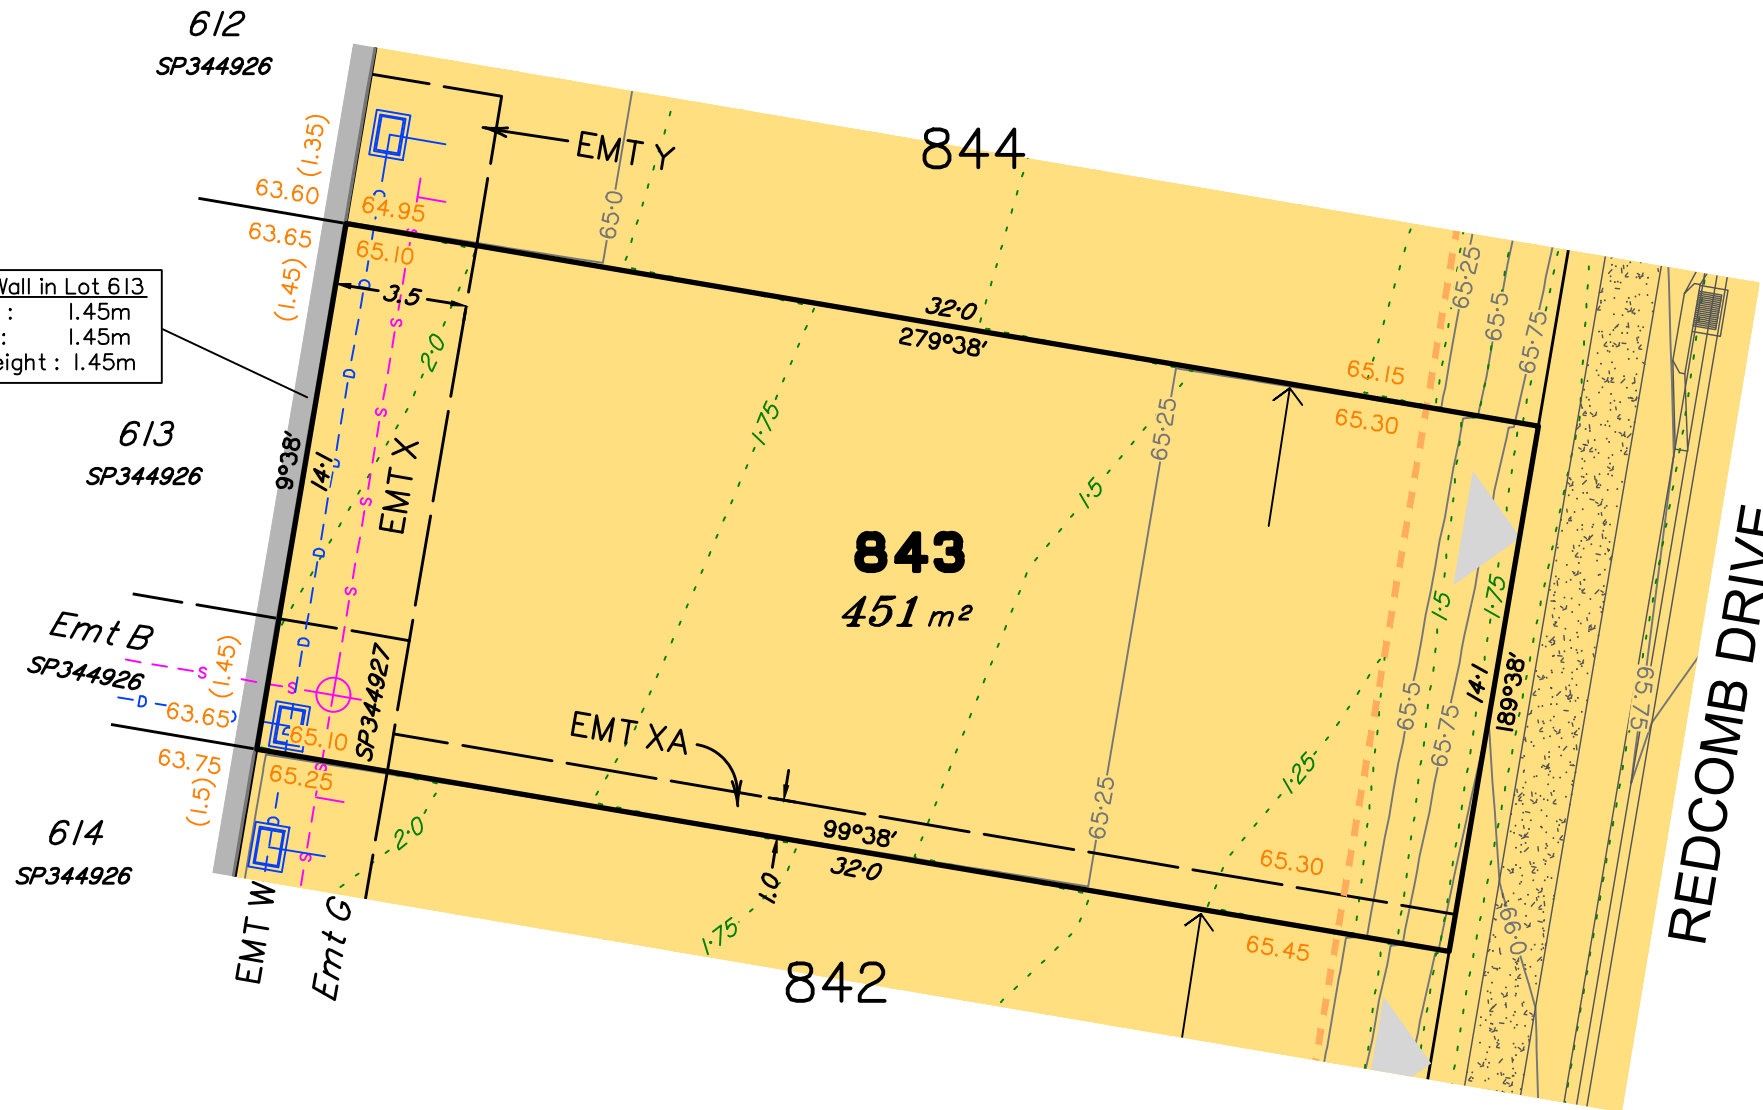 612
SP344926
844
EMT Y
(1.35)
63.60
64.95
65·0
63.65
65.10
(1.45)
3.5
Wall in Lot 613
: 1.45m
: 1.45m
eight : 1.45m
2·0
32·0
279°38'
65·25
65·5
65·75
65.15
65.30
613
SP344926
9°38'
14·1
EMT X
1·75
1·5
65·25
843
451 m²
1·5
1·75
Emt B
SP344926
(1.45)
63.65
65.10
SP344927
EMT XA
65·5
65·75
14·1
189°38'
65.75
REDCOMB DRIVE
63.75
65.25
(1.5)
65·25
1·25
99°38'
32·0
1.0
65.30
2·0
614
SP344926
EMT W
Emt G
1·75
842
65.45
66·0
D
D
D
D
D
D
D
D
D
S
S
S
S
S
S
S
S
S
S